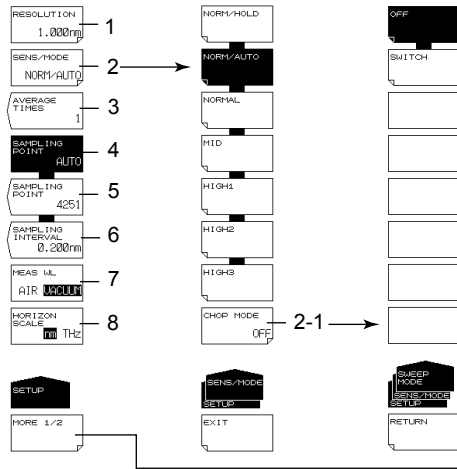 RESOLUTION
1.000nm
1
SENS/MODE
NORM/AUTO
2
AVERAGE
TIMES
1
3
SAMPLING
POINT
AUTO
4
SAMPLING
POINT
4251
5
SAMPLING
INTERVAL
0.200nm
6
MEAS WL
AIR VACUUM
7
HORIZON
SCALE
nm THz
8
SETUP
MORE 1/2
NORM/HOLD
NORM/AUTO
NORMAL
MID
HIGH1
HIGH2
HIGH3
CHOP MODE
OFF
2-1
SENS/MODE
SETUP
EXIT
OFF
SWITCH
SWEEP
MODE
SENS/MODE
SETUP
RETURN